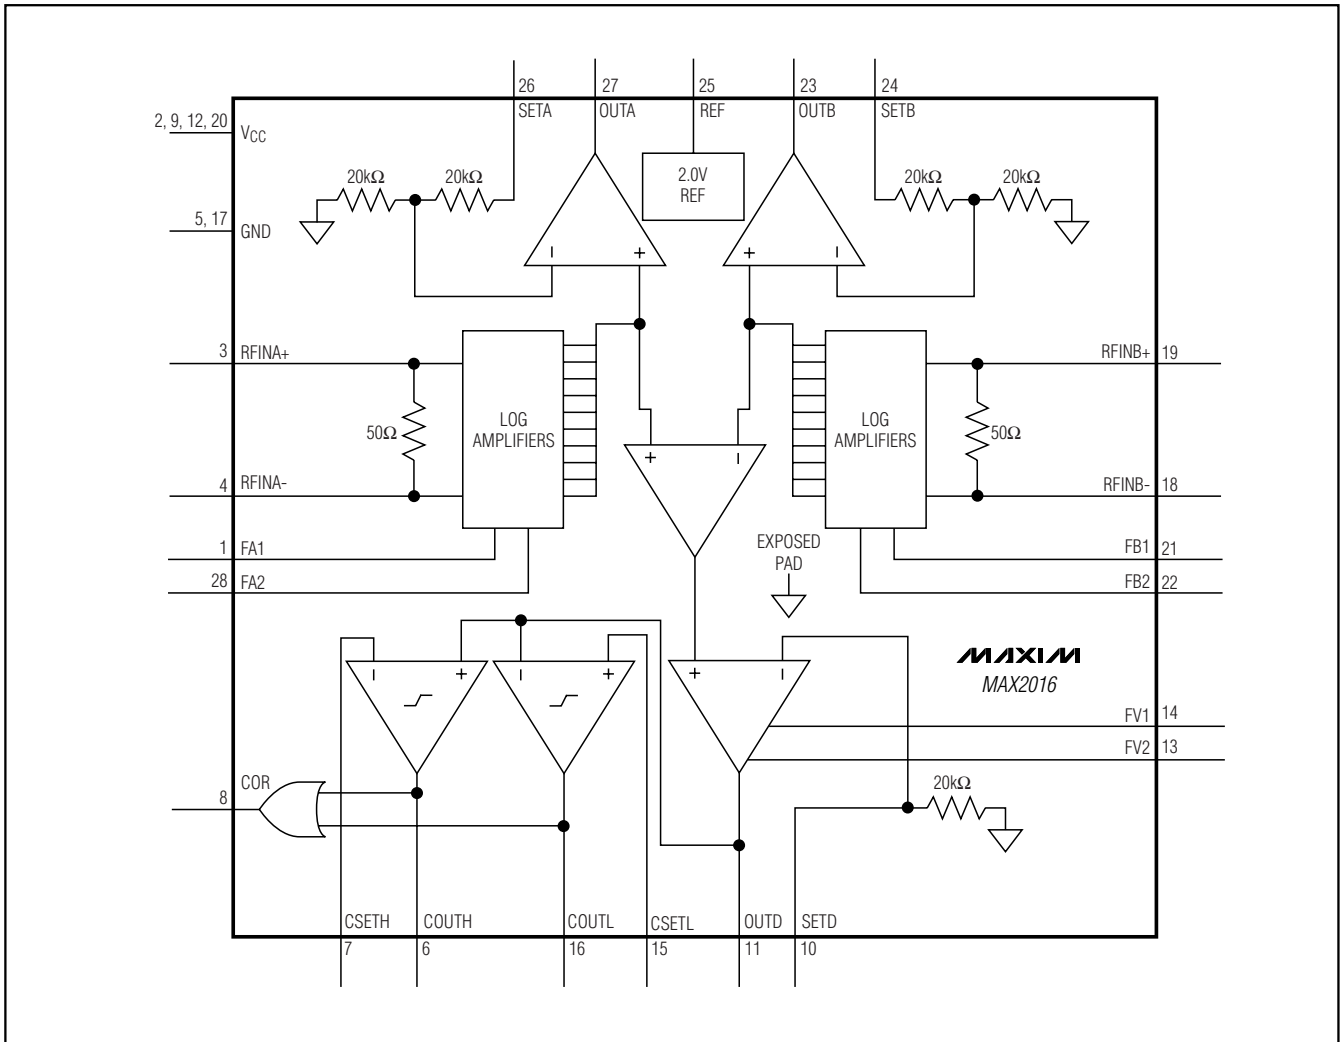 26
27
25
23
24
SETA
OUTA
REF
OUTB
SETB
2, 9, 12, 20
VCC
20kΩ
20kΩ
2.0V
REF
20kΩ
20kΩ
5, 17
GND
−
+
+
−
3
RFINA+
RFINB+
19
50Ω
LOG
AMPLIFIERS
LOG
AMPLIFIERS
50Ω
+
−
4
RFINA-
RFINB-
18
1
FA1
EXPOSED
PAD
FB1
21
28
FA2
FB2
22
−
+
−
+
+
−
MAXIM
MAX2016
FV1
14
FV2
13
8
COR
20kΩ
CSETH
COUTH
COUTL
CSETL
OUTD
SETD
7
6
16
15
11
10